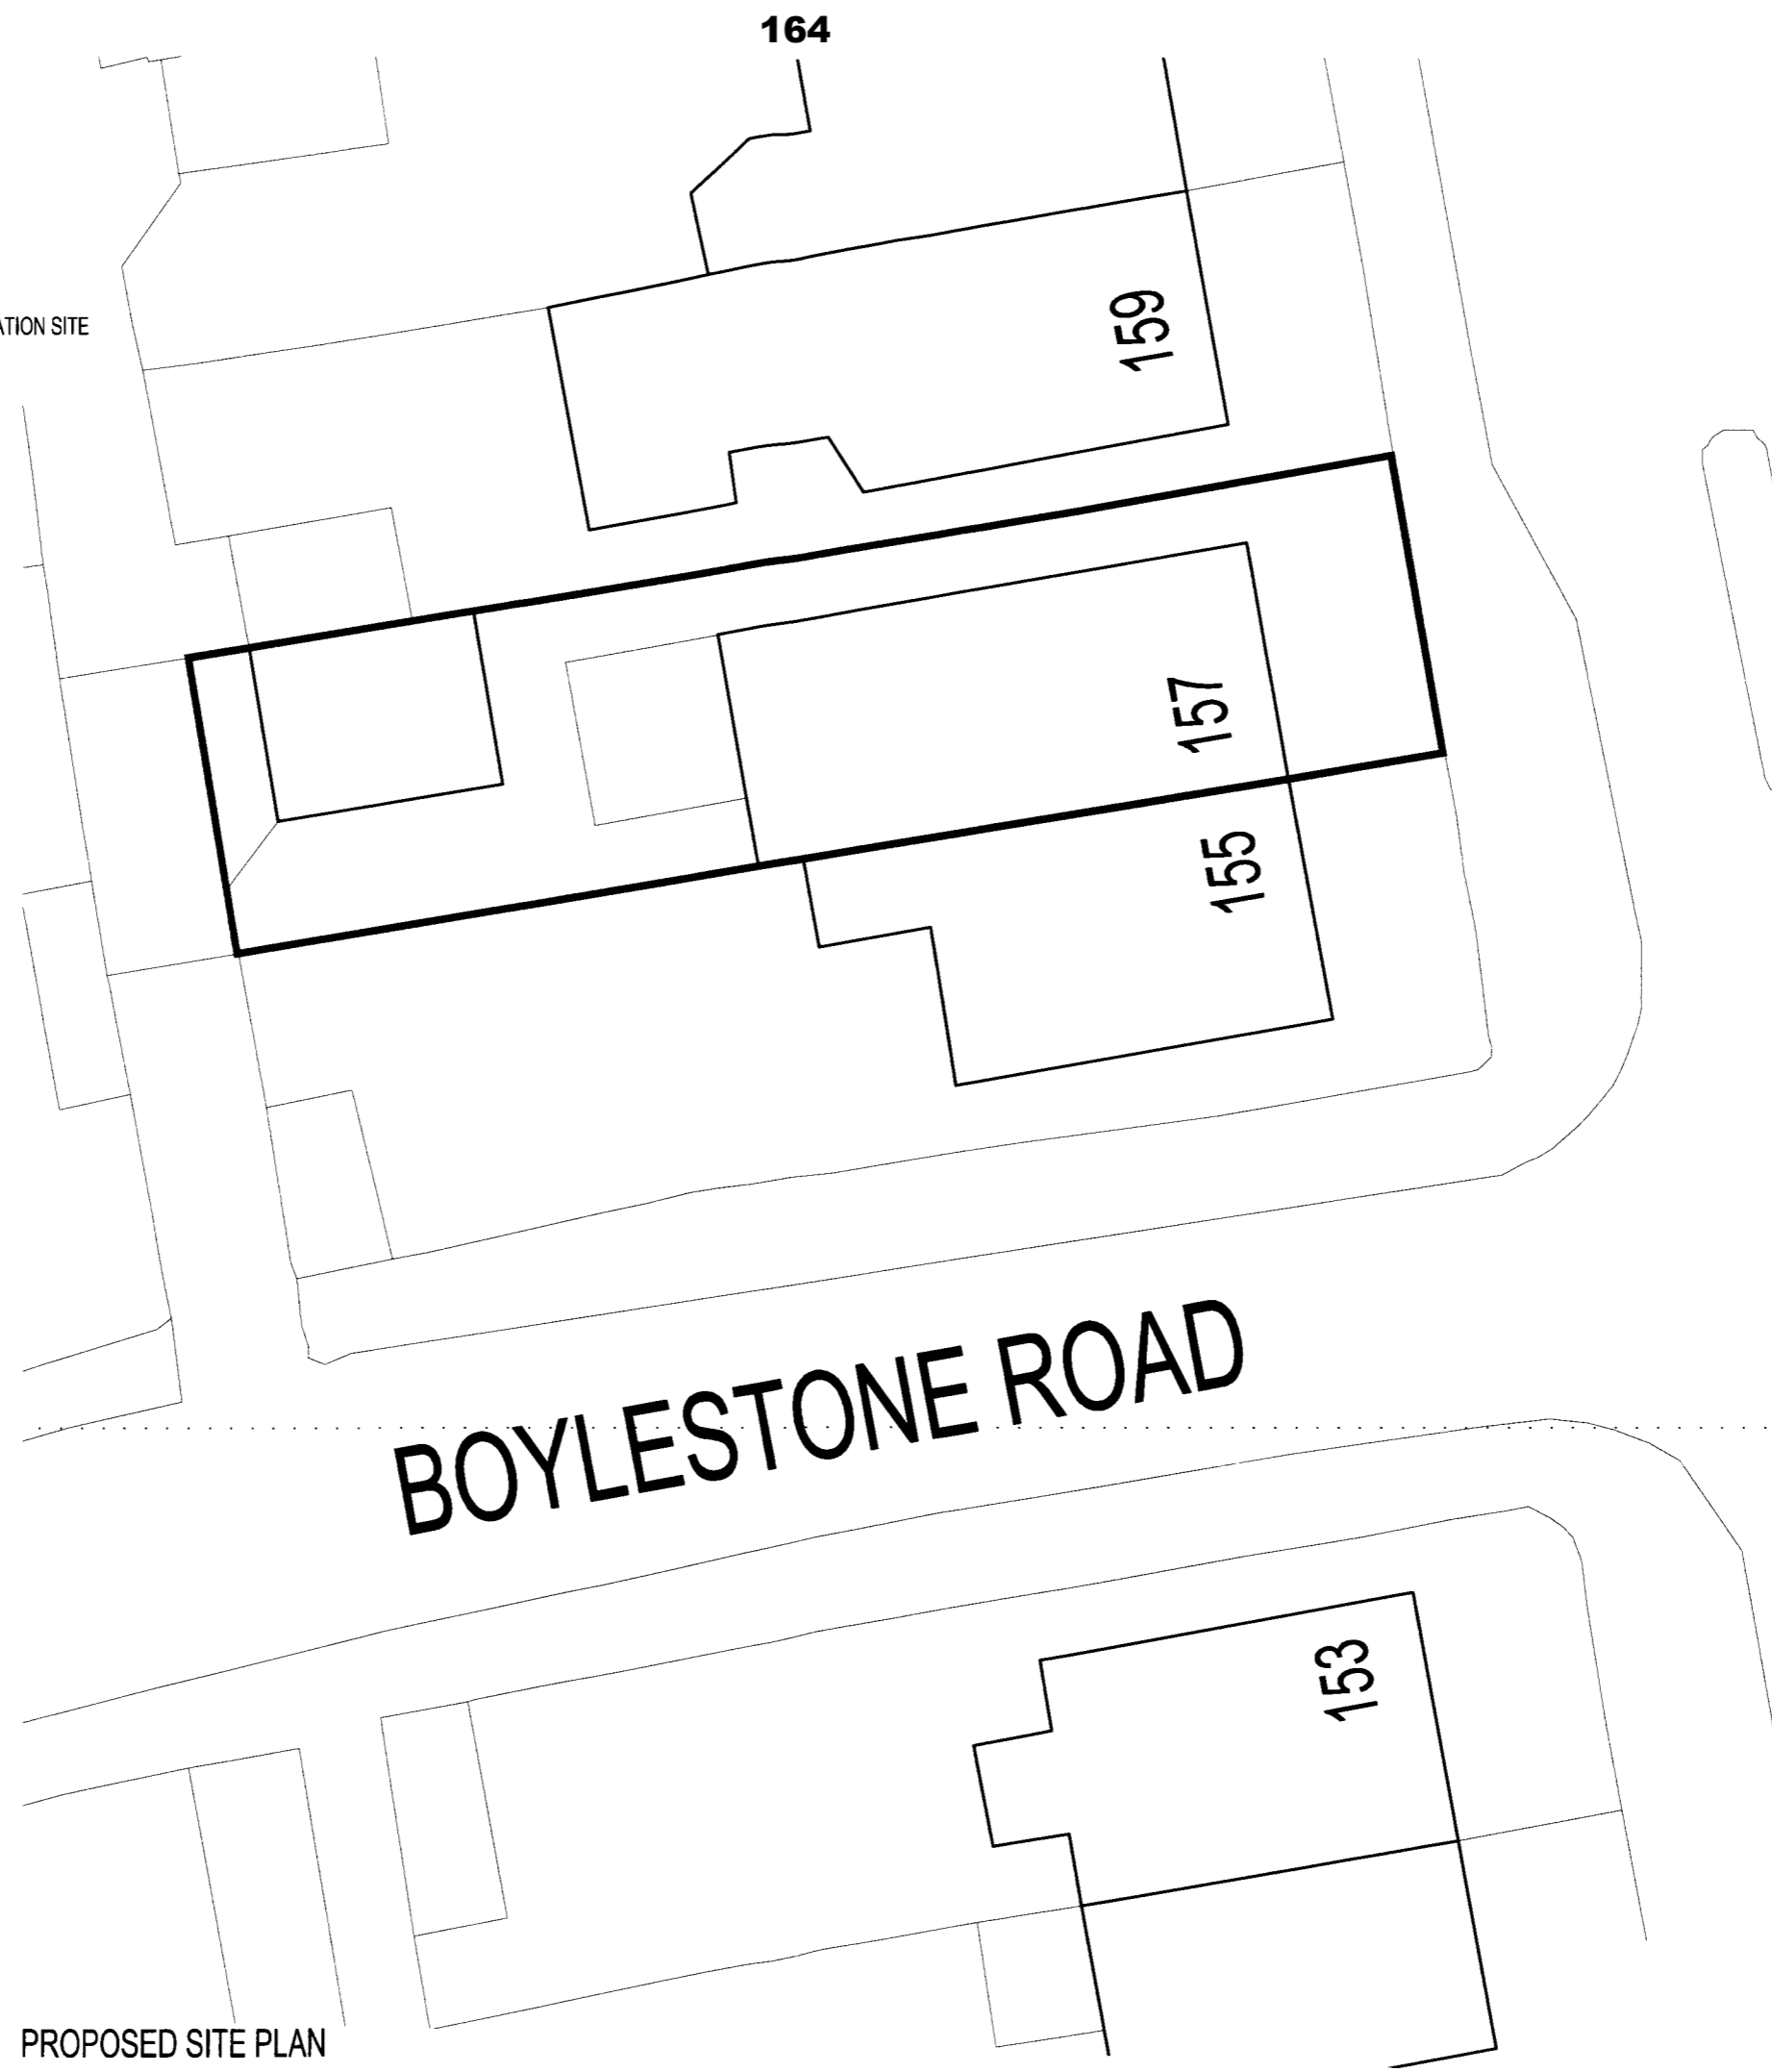 164
159
ATION SITE
157
155
BOYLESTONE ROAD
153
PROPOSED SITE PLAN